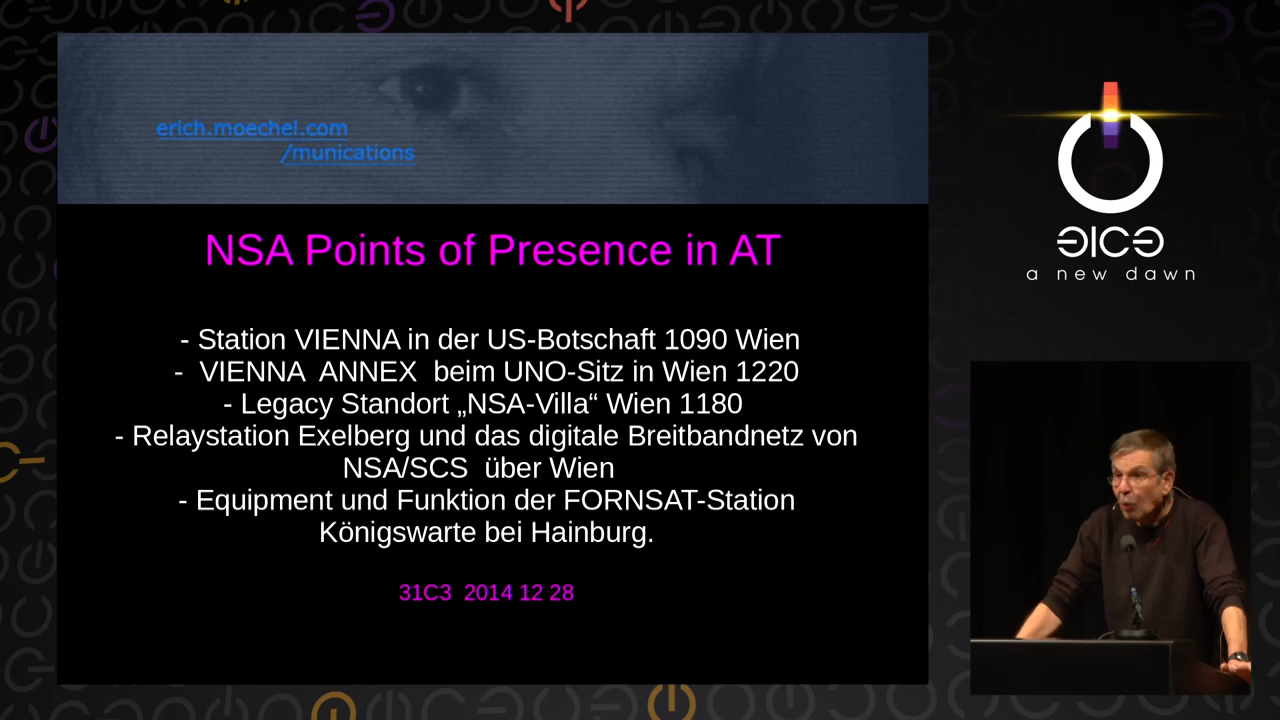 erich.moechel.com
/munications
NSA Points of Presence in AT
- Station VIENNA in der US-Botschaft 1090 Wien
- VIENNA ANNEX beim UNO-Sitz in Wien 1220
- Legacy Standort „NSA-Villa“ Wien 1180
- Relaystation Exelberg und das digitale Breitbandnetz von
NSA/SCS über Wien
- Equipment und Funktion der FORNSAT-Station
Königswarte bei Hainburg.
31C3 2014 12 28
a new dawn